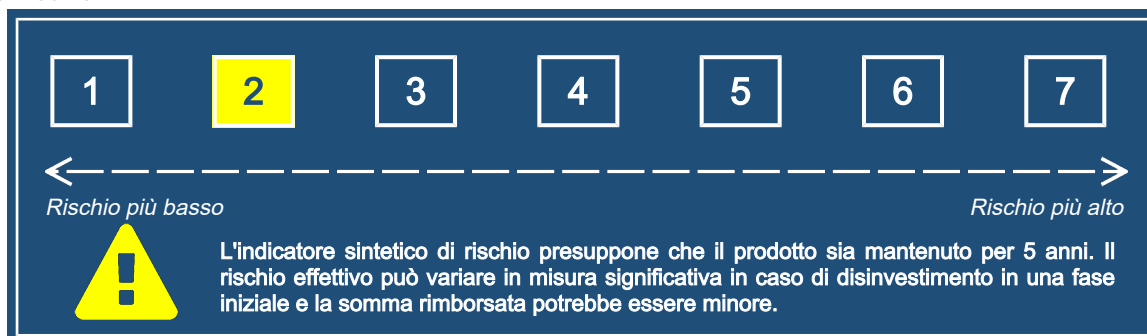 1 2 3 4 5 6 7
Rischio più basso Rischio più alto
L'indicatore sintetico di rischio presuppone che il prodotto sia mantenuto per 5 anni. Il
rischio effettivo può variare in misura significativa in caso di disinvestimento in una fase
iniziale e la somma rimborsata potrebbe essere minore.